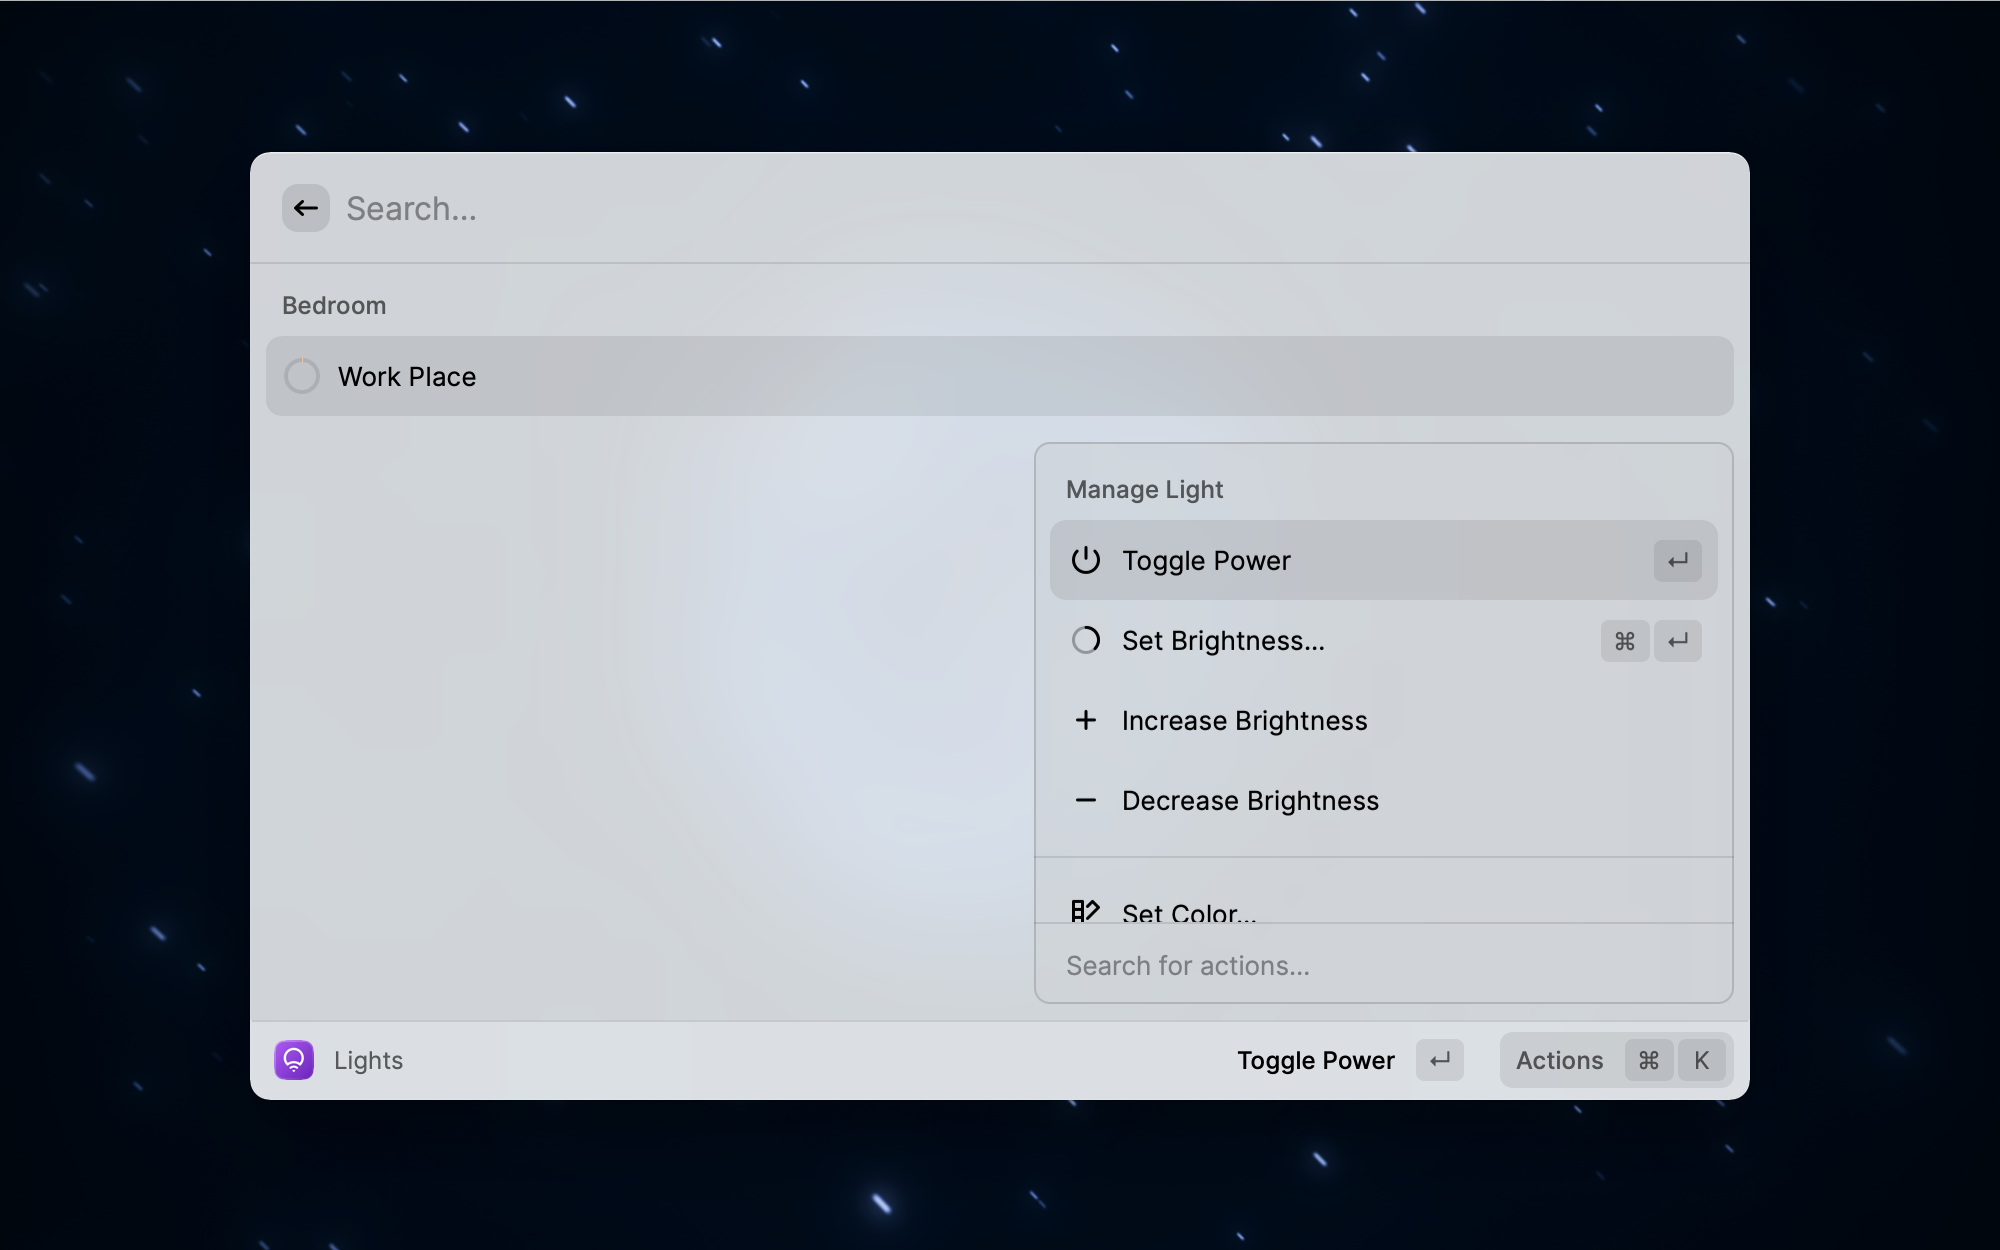 Search...
Bedroom
Work Place
Manage Light
Toggle Power
Set Brightness... ⌘
Increase Brightness
Decrease Brightness
Set Color...
Search for actions...
Lights
Toggle Power
Actions ⌘ K